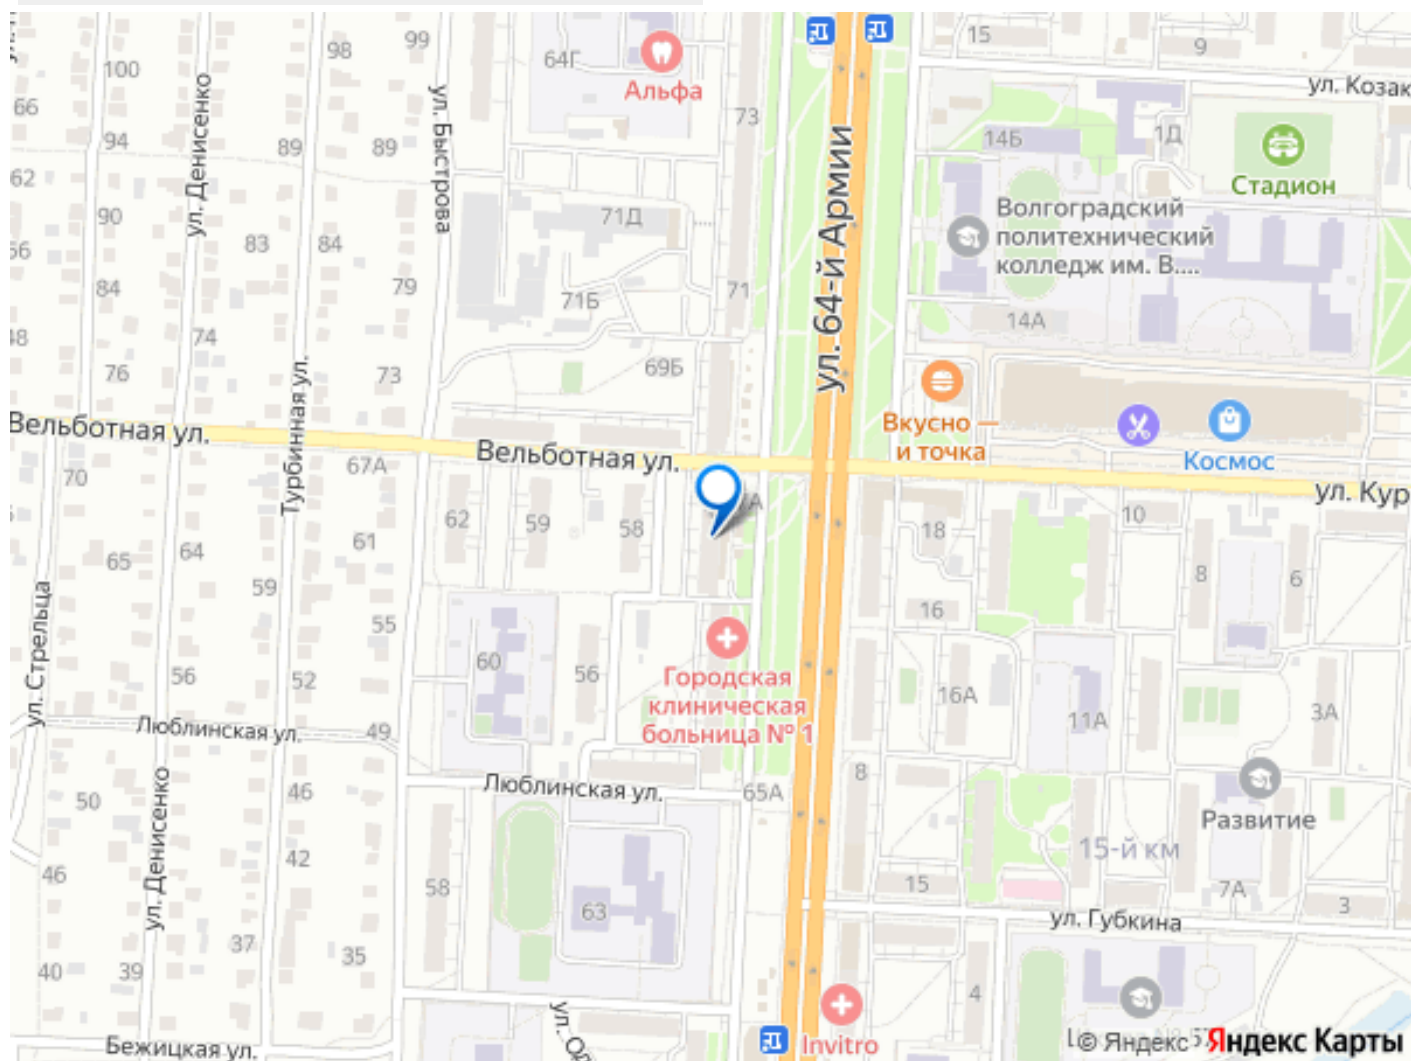 98
99
64Г
Альфа
73
15
9
ул. Козак
100
66
ул. Денисенко
94
89
89
ул. Быстрова
ул. 64-й Армии
14Б
1Д
Стадион
62
90
83
84
71Д
Волгоградский
политехнический
колледж им. В....
56
84
79
71Б
71
14А
48
74
76
Турбинная ул.
73
69Б
Вкусно —
и точка
Космос
Вельботная ул.
Вельботная ул.
70
67А
ул. Кур
62
59
58
18
10
65
64
61
59
8
6
ул. Стрельца
55
16
60
56
56
52
Городская
клиническая
больница № 1
16А
11А
3А
Люблинская ул.
49
Люблинская ул.
65А
8
50
46
Развитие
ул. Денисенко
42
15-й км
46
58
15
7А
3
63
ул. Губкина
37
35
40
39
4
Бежицкая ул.
Invitro
© Яндекс
Яндекс Карты